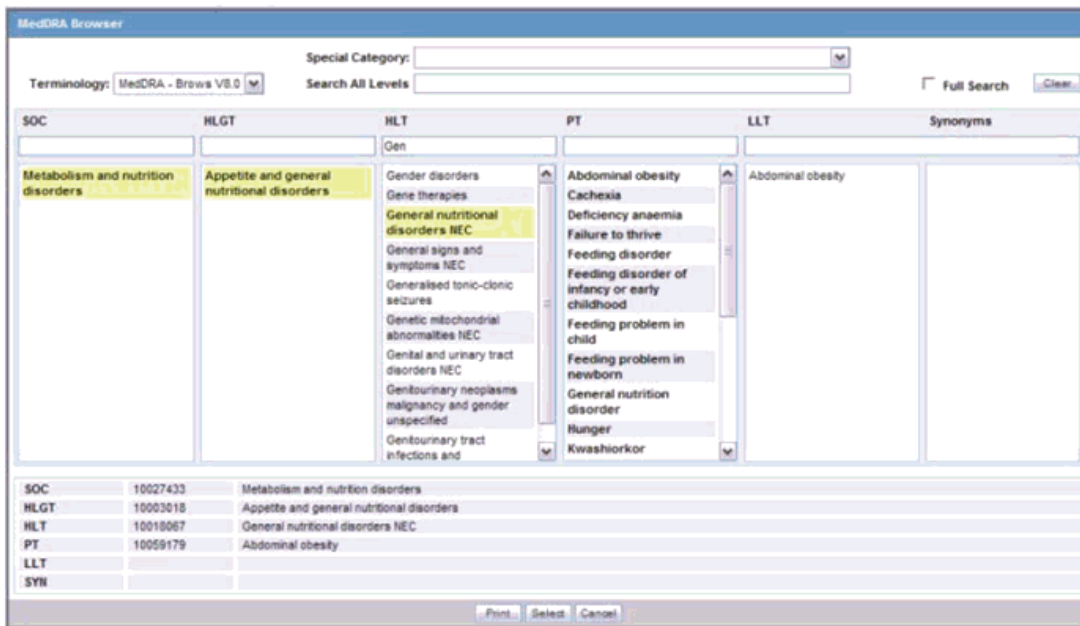 MedDRA Browser
Special Category:
Terminology: MedDRA - Brows V8.0 Search All Levels Full Search Clear
SOC HLGT HLT PT LLT Synonyms
Gen
Metabolism and nutrition
disorders
Appetite and general
nutritional disorders
Gender disorders
Gene therapies
General nutritional
disorders NEC
General signs and
symptoms NEC
Generalised tonic-clonic
seizures
Genetic mitochondrial
abnormalities NEC
Genital and urinary tract
disorders NEC
Genitourinary neoplasms
malignancy and gender
unspecified
Genitourinary tract
infections and
Abdominal obesity
Cachexia
Deficiency anaemia
Failure to thrive
Feeding disorder
Feeding disorder of
infancy or early
childhood
Feeding problem in
child
Feeding problem in
newborn
General nutrition
disorder
Hunger
Kwashiorkor
Abdominal obesity
SOC 10027433 Metabolism and nutrition disorders
HLGT 10003018 Appetite and general nutritional disorders
HLT 10018067 General nutritional disorders NEC
PT 10059179 Abdominal obesity
LLT
SYN
Print Select Cancel